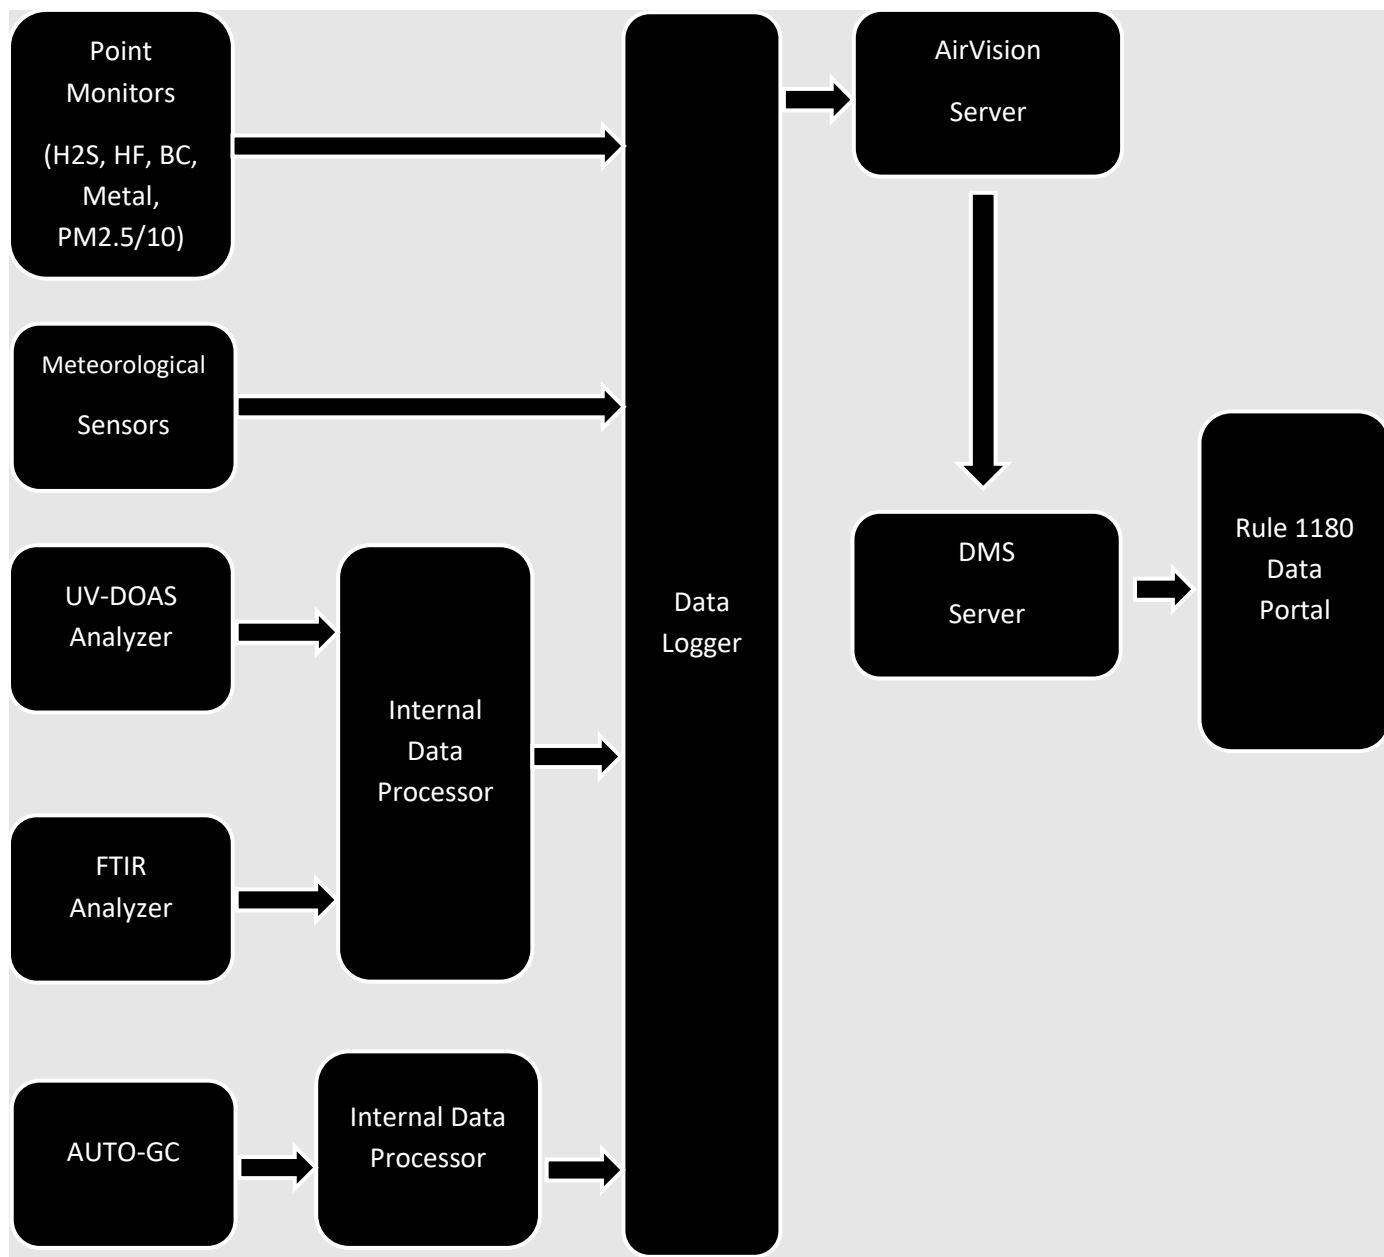 Point
Monitors
(H2S, HF, BC,
Metal,
PM2.5/10)
Meteorological
Sensors
UV-DOAS
Analyzer
FTIR
Analyzer
AUTO-GC
Internal
Data
Processor
Internal Data
Processor
Data
Logger
AirVision
Server
DMS
Server
Rule 1180
Data
Portal